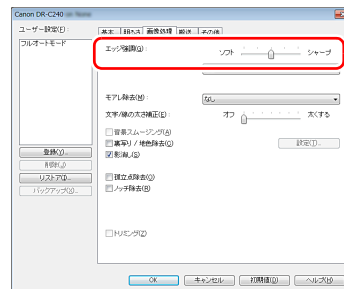 Canon DR-C240 on None
ユーザー設定(F):
フルオートモード
登録(Y)...
削除(J)
リストア(T)...
バックアップ(X)...
基本 明るさ 画像処理 搬送 その他
エッジ強調(G): ソフト シャープ
モアレ除去(M): なし
文字/線の太さ補正(E): オフ 太くする
背景スムージング(A)
裏写り / 地色除去(O) 設定(I)...
影消し(S)
孤立点除去(O)
ノッチ除去(R)
トリミング(Z)
OK キャンセル 初期値(D) ヘルプ(H)